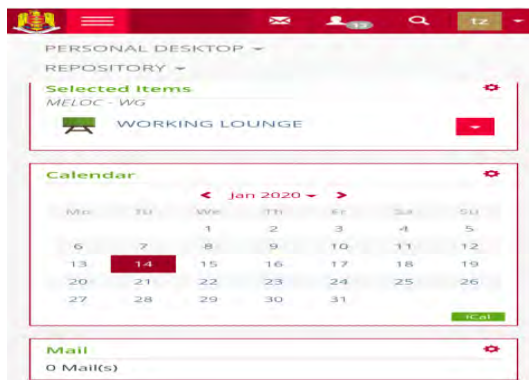 13 tz
PERSONAL DESKTOP
REPOSITORY
Selected Items
MELOC - WG
WORKING LOUNGE
Calendar
Jan 2020
Mo Tu We Th Fr Sa Su
1 2 3 4 5
6 7 8 9 10 11 12
13 14 15 16 17 18 19
20 21 22 23 24 25 26
27 28 29 30 31
iCal
Mail
0 Mail(s)